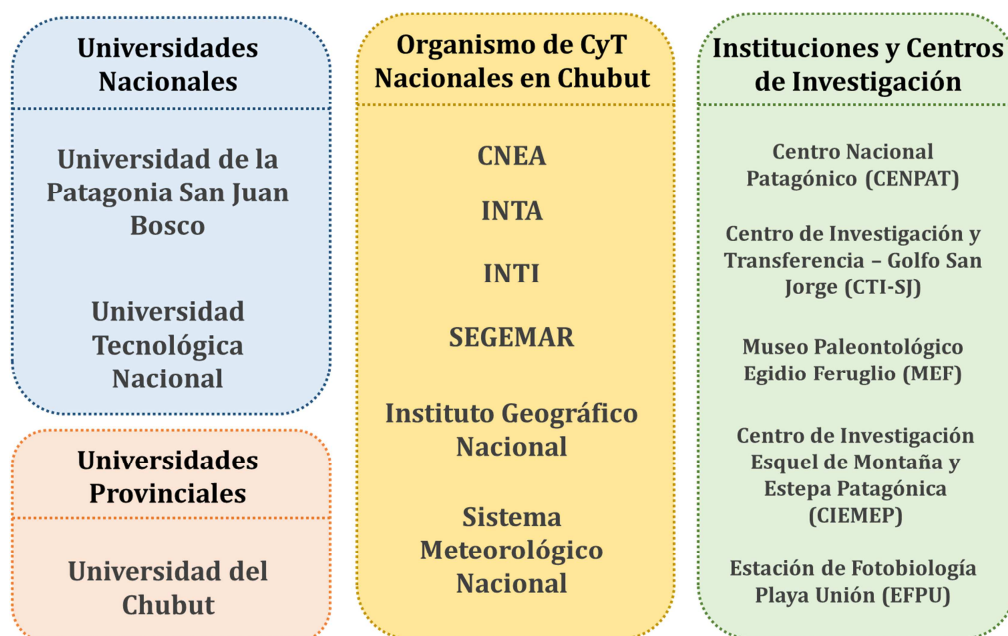 Universidades
Nacionales
Universidad de la
Patagonia San Juan
Bosco
Universidad
Tecnológica
Nacional
Universidades
Provinciales
Universidad del
Chubut
Organismo de CyT
Nacionales en Chubut
CNEA
INTA
INTI
SEGEMAR
Instituto Geográfico
Nacional
Sistema
Meteorológico
Nacional
Instituciones y Centros
de Investigación
Centro Nacional
Patagónico (CENPAT)
Centro de Investigación y
Transferencia – Golfo San
Jorge (CTI-SJ)
Museo Paleontológico
Egidio Feruglio (MEF)
Centro de Investigación
Esquel de Montaña y
Estepa Patagónica
(CIEMEP)
Estación de Fotobiología
Playa Unión (EFPU)